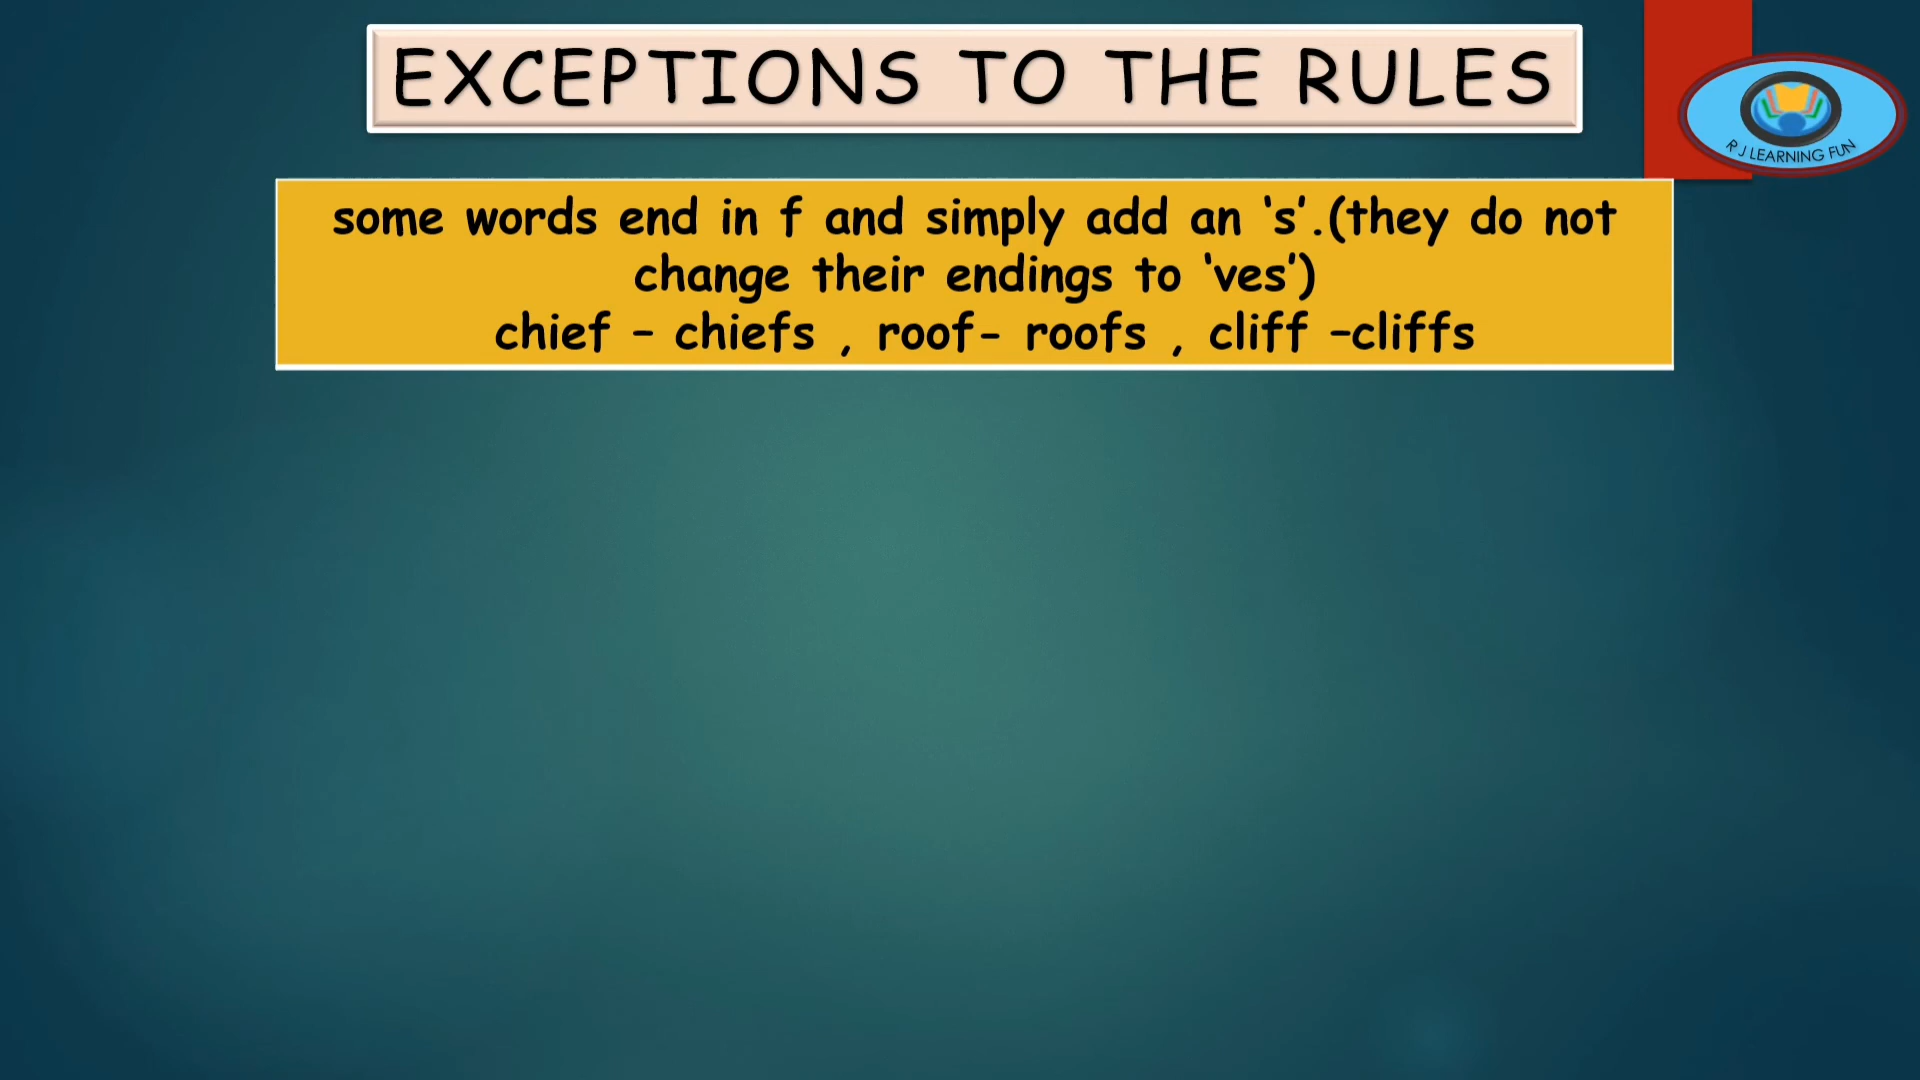 EXCEPTIONS TO THE RULES
R J LEARNING FUN
some words end in f and simply add an ‘s’.(they do not
change their endings to ‘ves’)
chief – chiefs , roof- roofs , cliff –cliffs